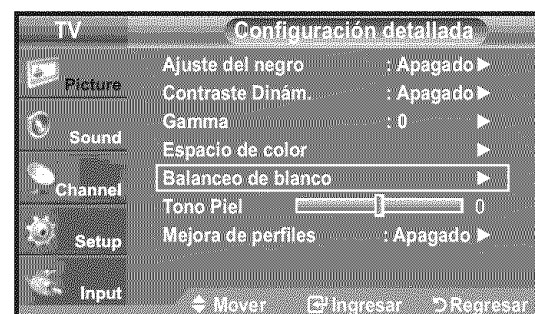 TV
Configuración detallada
Picture
Sound
Channel
Setup
Input
Ajuste del negro : Apagado
Contraste Dinám. : Apagado
Gamma : 0
Espacio de color
Balanceo de blanco
Tono Piel 0
Mejora de perfiles : Apagado
Mover Ingresar Regresar